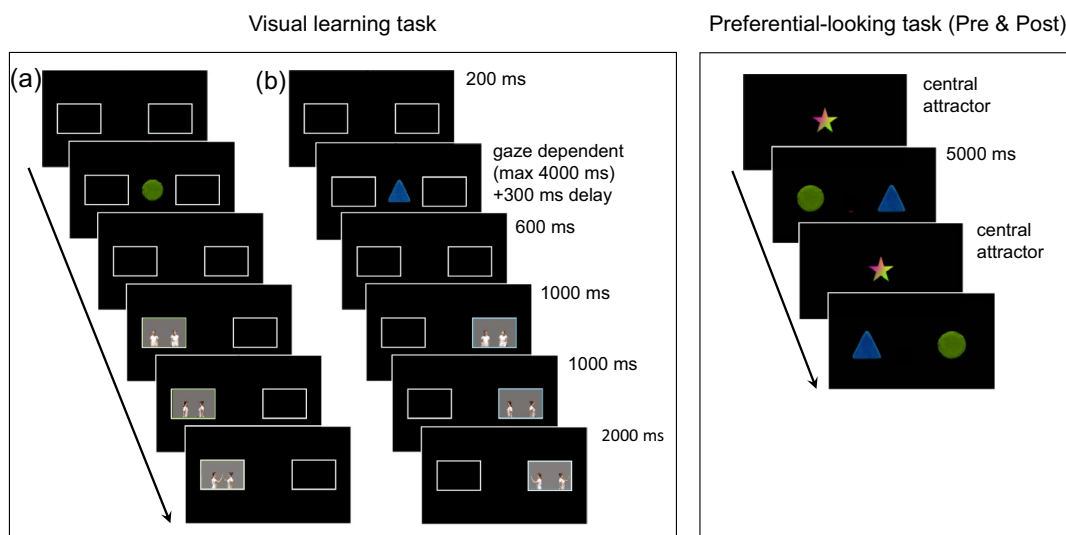 Visual learning task
Preferential-looking task (Pre & Post)
(a)
(b)
200 ms
gaze dependent
(max 4000 ms)
+300 ms delay
600 ms
1000 ms
1000 ms
2000 ms
central
attractor
5000 ms
central
attractor